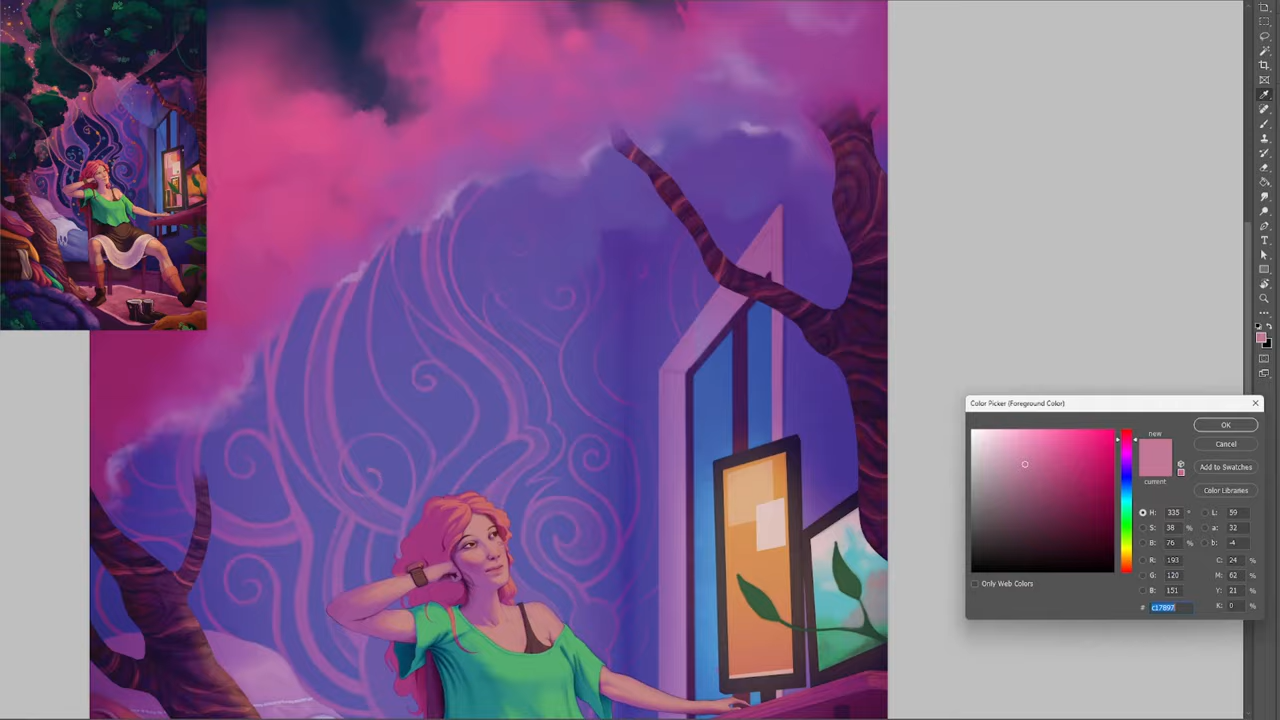 Color Picker (Foreground Color)
new
OK
Cancel
Add to Swatches
Color Libraries
current
H: 335 °
L: 59
S: 38 %
a: 32
B: 76 %
b: -4
R: 193
C: 24 %
G: 120
M: 62 %
B: 151
Y: 21 %
# c17897
K: 0 %
Only Web Colors
T